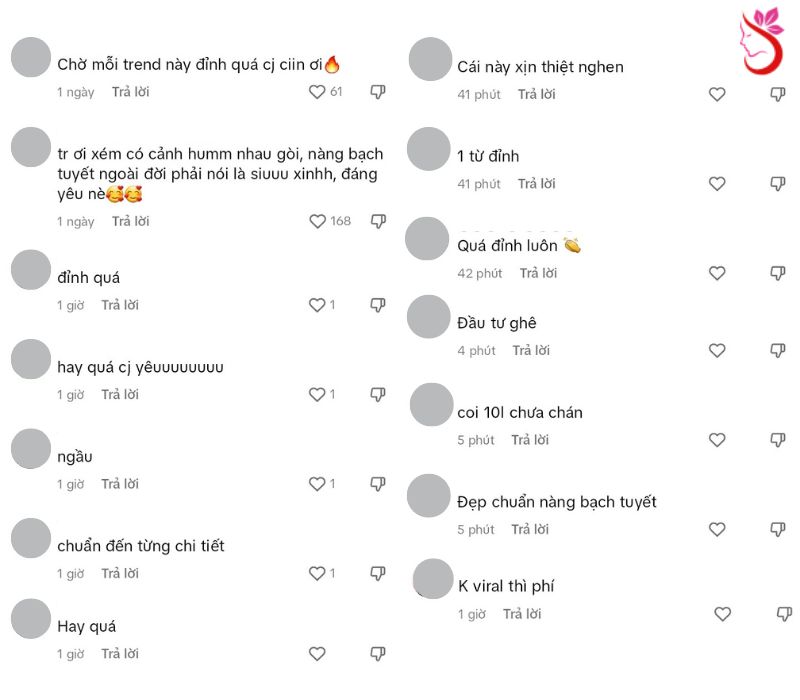 Chờ mỗi trend này đỉnh quá cj ciin ơi🔥
1 ngày Trả lời 61
tr ơi xém có cảnh humm nhau gòi, nàng bạch
tuyết ngoài đời phải nói là siuuu xinhh, đáng
yêu nè🥰🥰
1 ngày Trả lời 168
đỉnh quá
1 giờ Trả lời 1
hay quá cj yêuuuuuuuu
1 giờ Trả lời 1
ngầu
1 giờ Trả lời 1
chuẩn đến từng chi tiết
1 giờ Trả lời 1
Hay quá
1 giờ Trả lời
Cái này xịn thiệt nghen
41 phút Trả lời
1 từ đỉnh
41 phút Trả lời
Quá đỉnh luôn 👏
42 phút Trả lời
Đầu tư ghê
4 phút Trả lời
coi 10l chưa chán
5 phút Trả lời
Đẹp chuẩn nàng bạch tuyết
5 phút Trả lời
K viral thì phí
1 giờ Trả lời